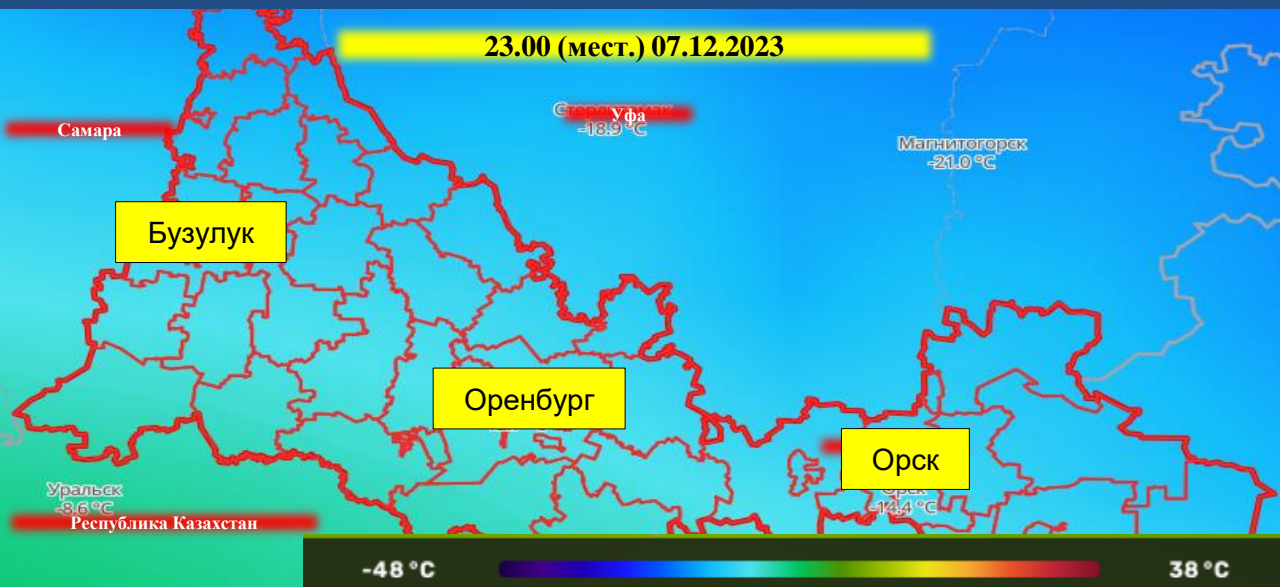 23.00 (мест.) 07.12.2023
Стерлитамак
Уфа
-18.9 °C
Самара
Магнитогорск
-21.0 °C
Бузулук
Оренбург
Орск
Орск
-14.4 °C
Уральск
-8.6 °C
Республика Казахстан
-48 °C
38 °C